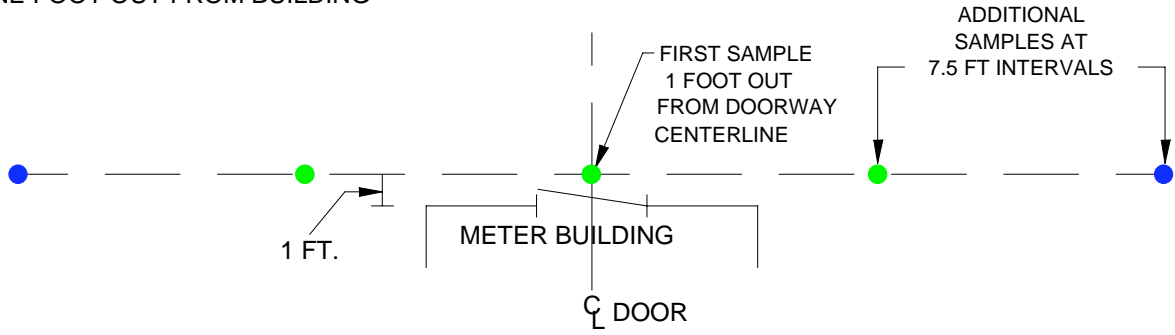 FOOT OUT FROM BUILDING
ADDITIONAL
SAMPLES AT
7.5 FT INTERVALS
FIRST SAMPLE
1 FOOT OUT
FROM DOORWAY
CENTERLINE
1 FT.
METER BUILDING
CL DOOR